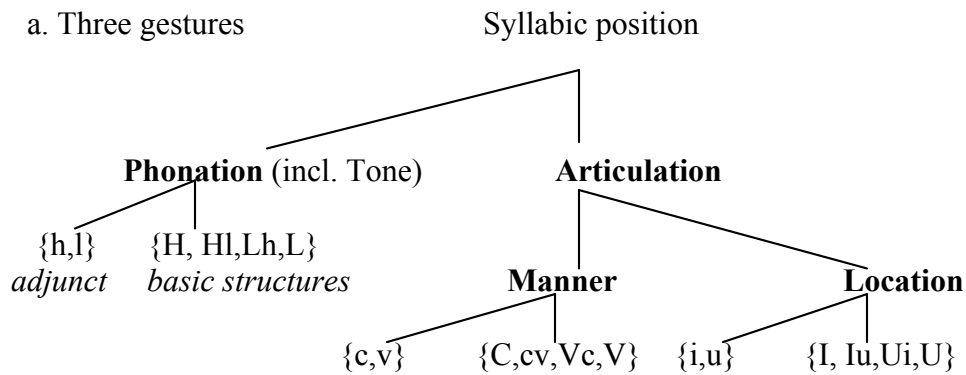 a. Three gestures Syllabic position
Phonation (incl. Tone) Articulation
{h,l} {H, Hl,Lh,L}
adjunct basic structures
Manner Location
{c,v} {C,cv,Vc,V} {i,u} {I, Iu,Ui,U}